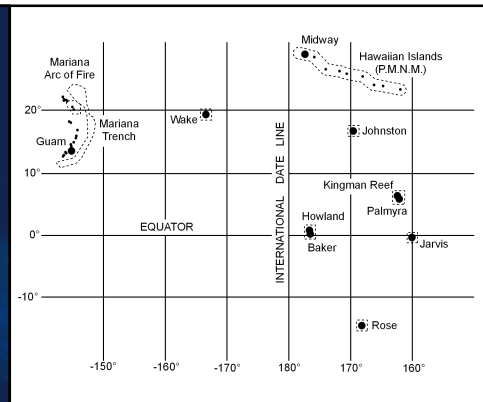 Midway
Mariana
Arc of Fire
Hawaiian Islands
(P.M.N.M.)
20°
Wake
Mariana
Trench
Johnston
Guam
INTERNATIONAL DATE LINE
10°
Kingman Reef
Palmyra
Howland
EQUATOR
0°
Baker
Jarvis
-10°
Rose
-150°
-160°
-170°
180°
170°
160°